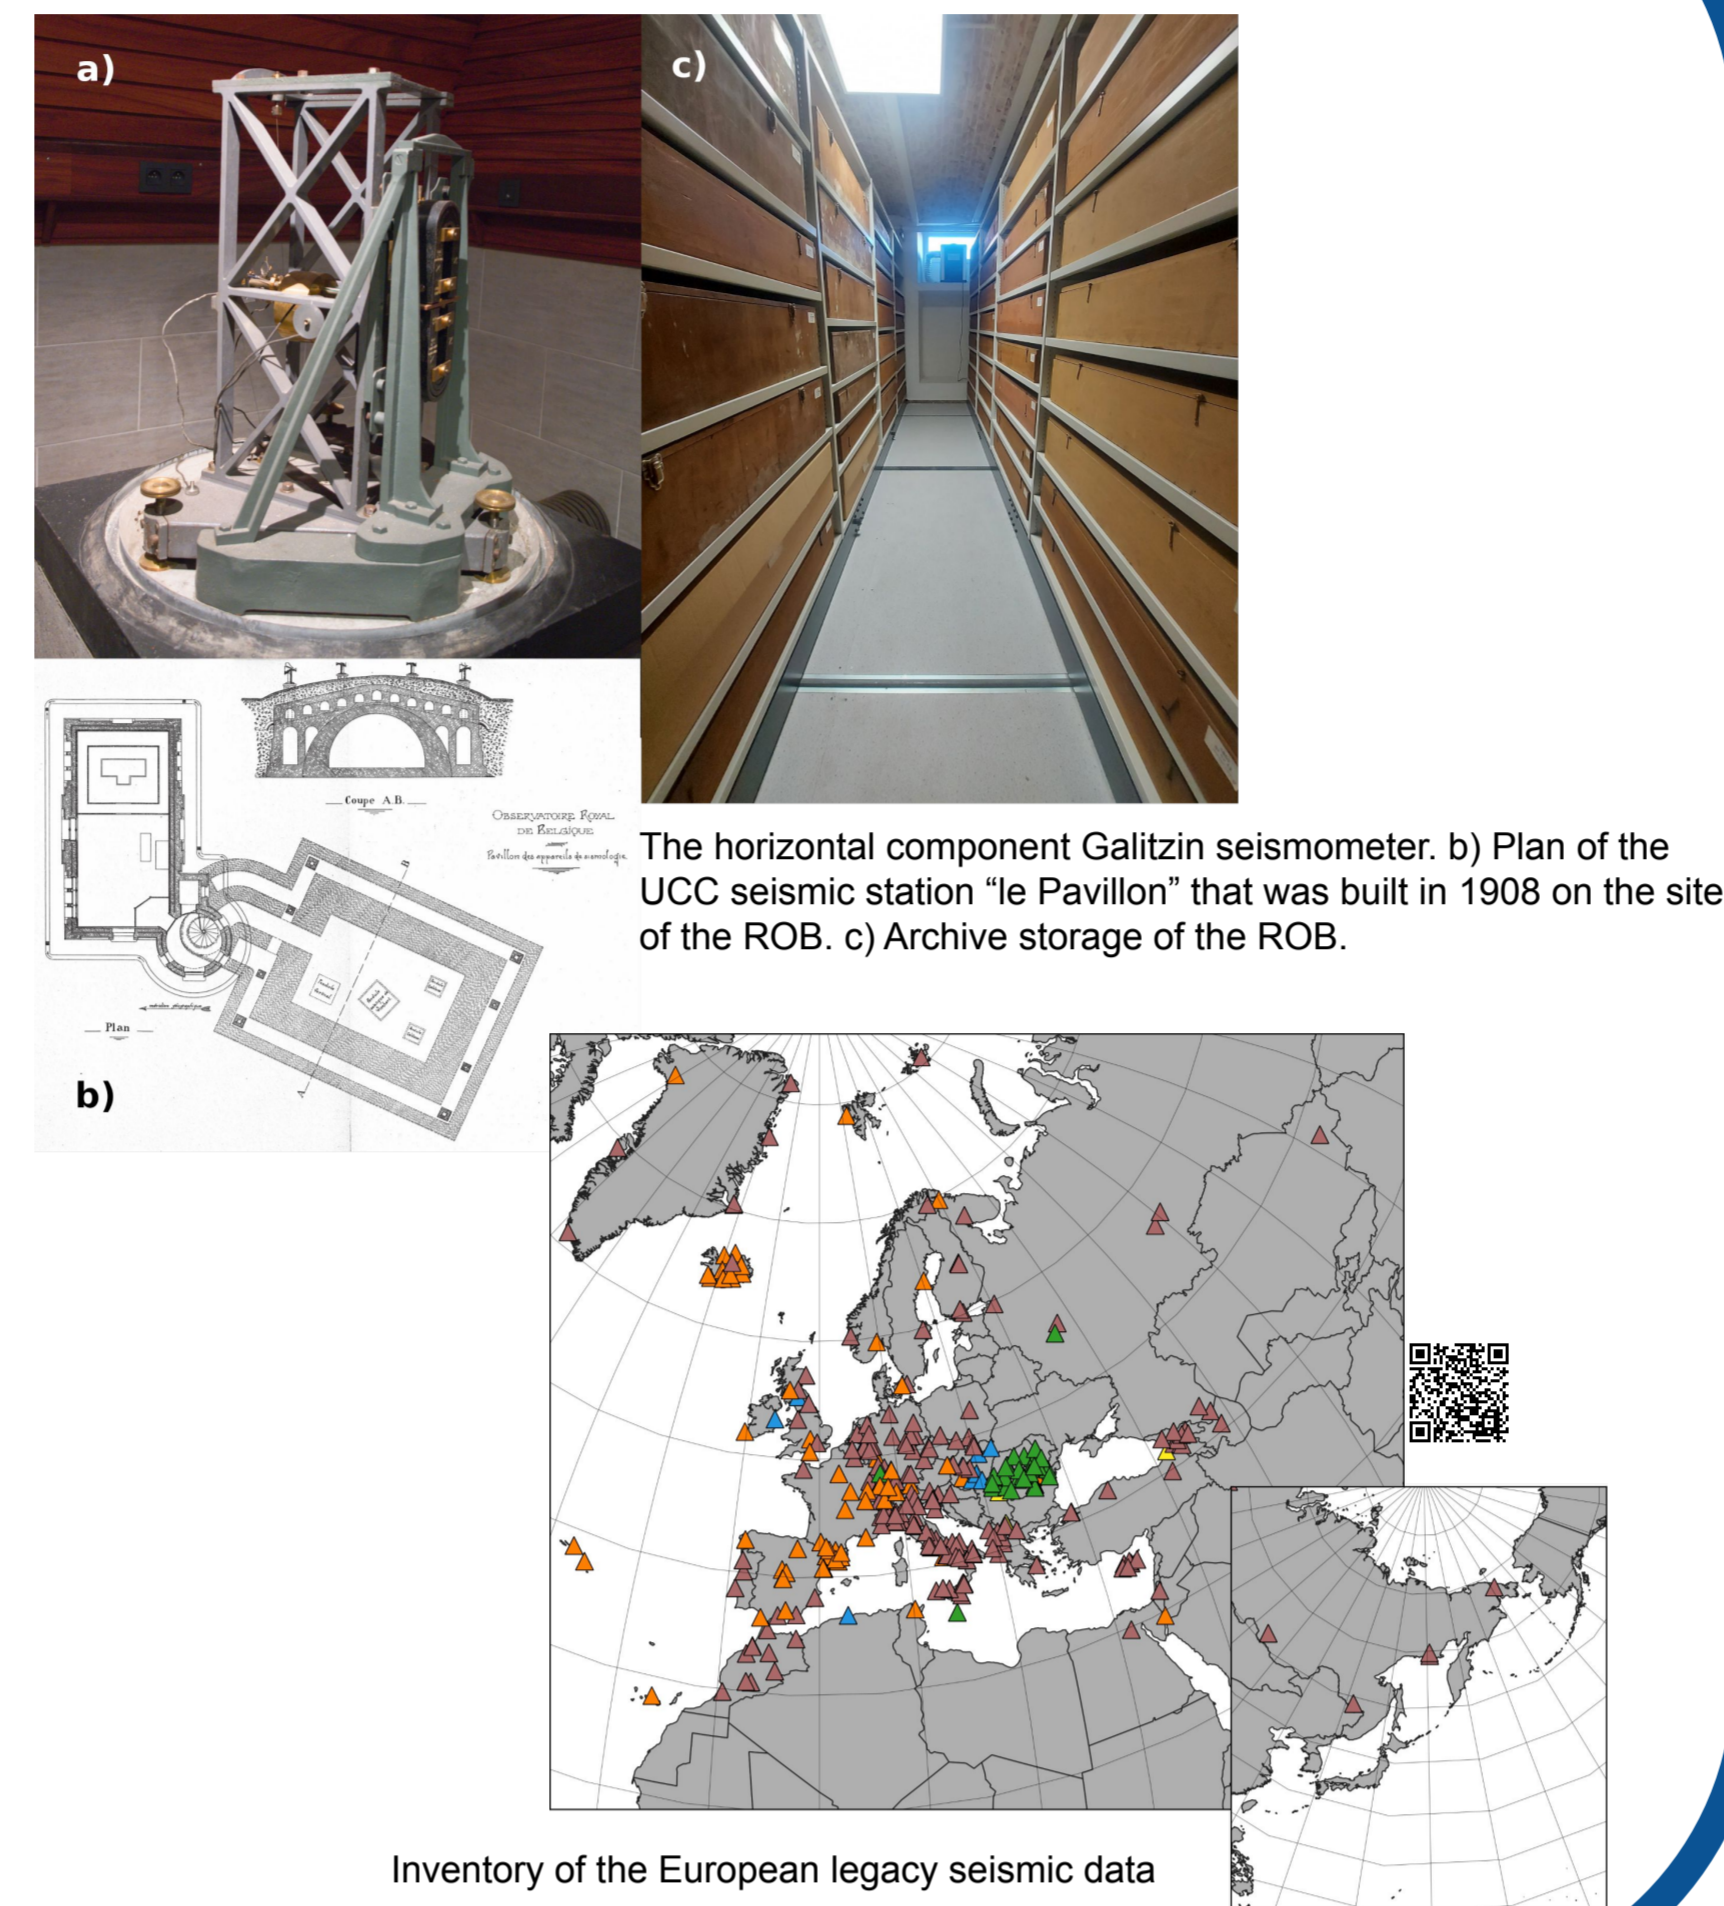 a)
c)
Coupe A.B.
OBSERVATOIRE ROYAL
DE BELGIQUE
Pavillon des appareils de sismologie.
Plan
b)
B
A
The horizontal component Galitzin seismometer. b) Plan of the
UCC seismic station “le Pavillon” that was built in 1908 on the site
of the ROB. c) Archive storage of the ROB.
Inventory of the European legacy seismic data